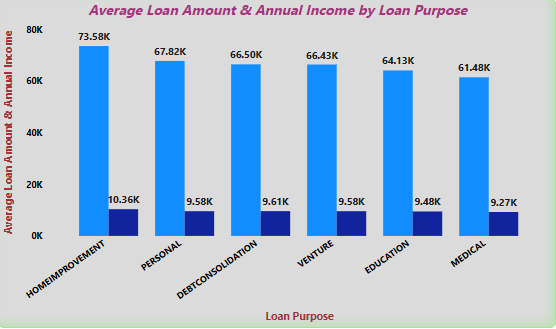 Average Loan Amount & Annual Income by Loan Purpose
Average Loan Amount & Annual Income
80K
60K
40K
20K
0K
73.58K
10.36K
67.82K
9.58K
66.50K
9.61K
66.43K
9.58K
64.13K
9.48K
61.48K
9.27K
HOMEIMPROVEMENT
PERSONAL
DEBTCONSOLIDATION
VENTURE
EDUCATION
MEDICAL
Loan Purpose